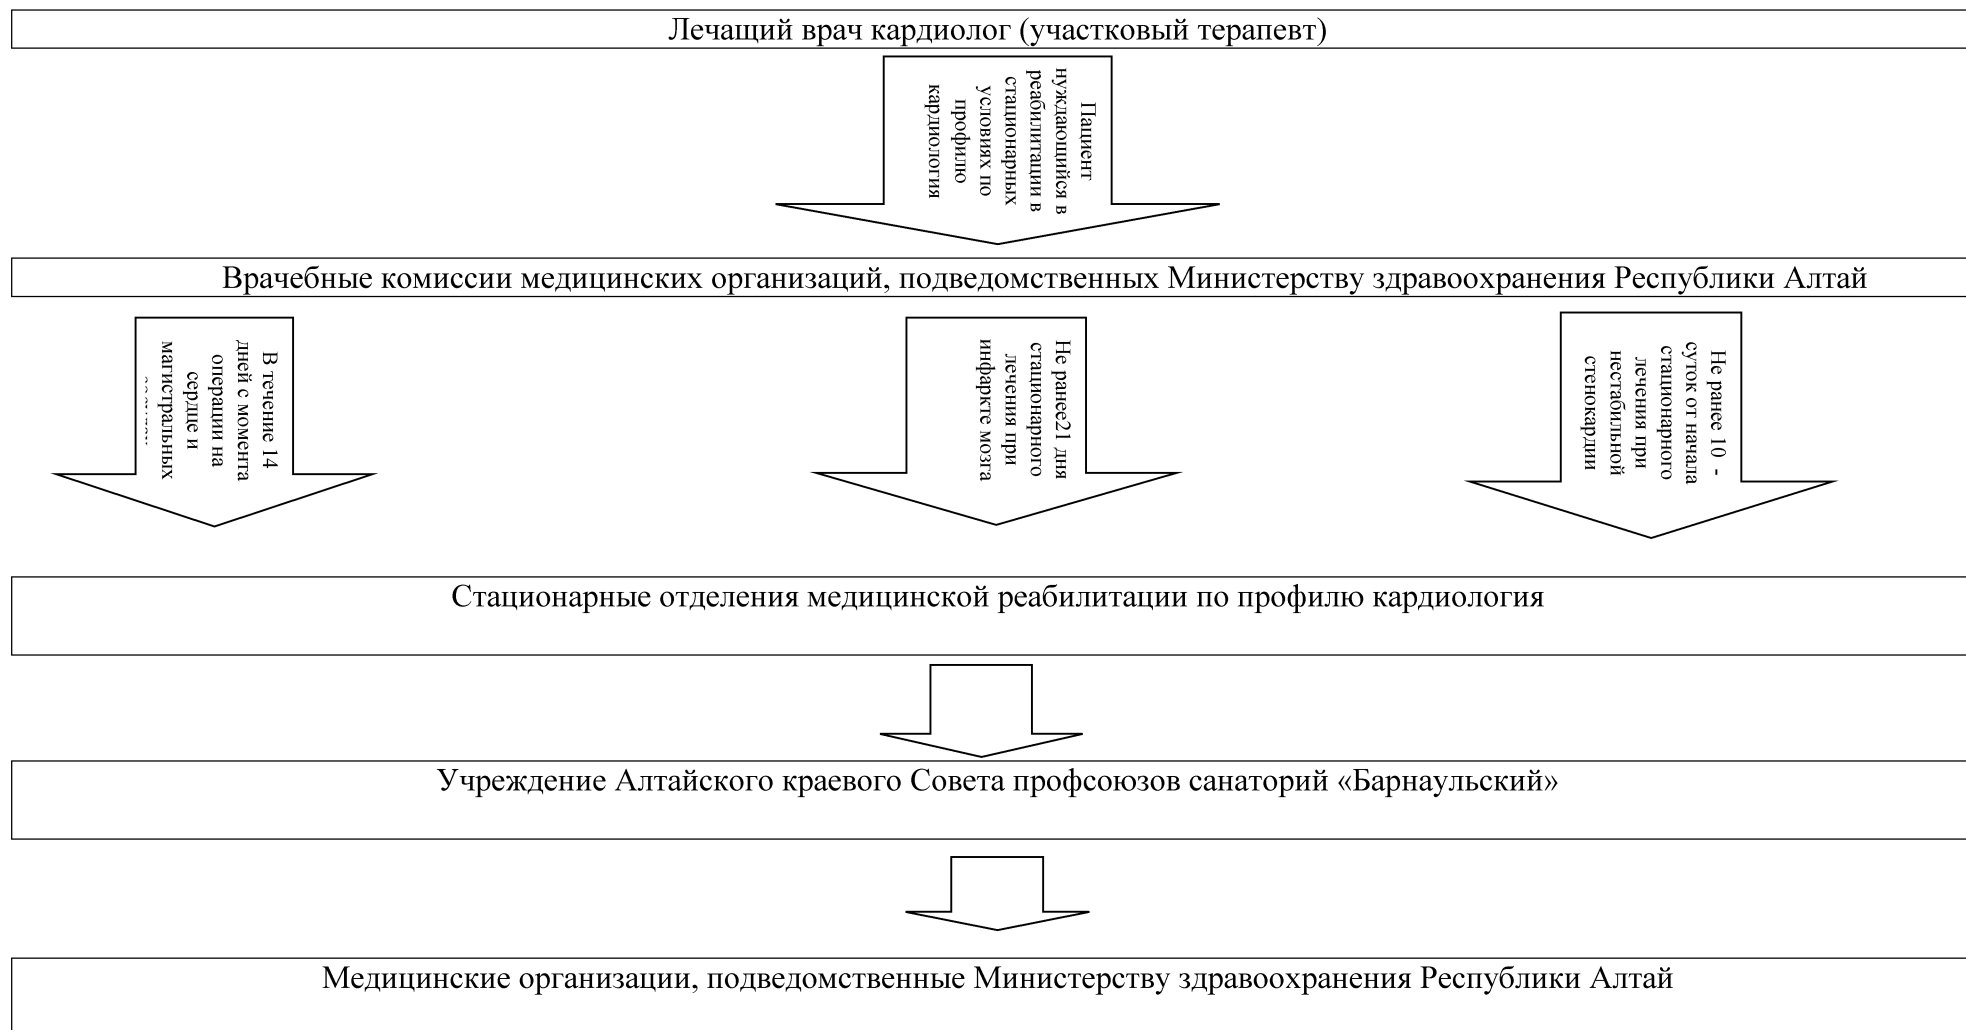 Лечащий врач кардиолог (участковый терапевт)
Пациент
нуждающийся в
реабилитации в
стационарных
условиях по
профилю
кардиология
Врачебные комиссии медицинских организаций, подведомственных Министерству здравоохранения Республики Алтай
В течение 14
дней с момента
операции на
сердце и
магистральных
Не ранее21 дня
стационарного
лечения при
инфаркте мозга
Не ранее 10 -
суток от начала
стационарного
лечения при
нестабильной
стенокардии
Стационарные отделения медицинской реабилитации по профилю кардиология
Учреждение Алтайского краевого Совета профсоюзов санаторий «Барнаульский»
Медицинские организации, подведомственные Министерству здравоохранения Республики Алтай